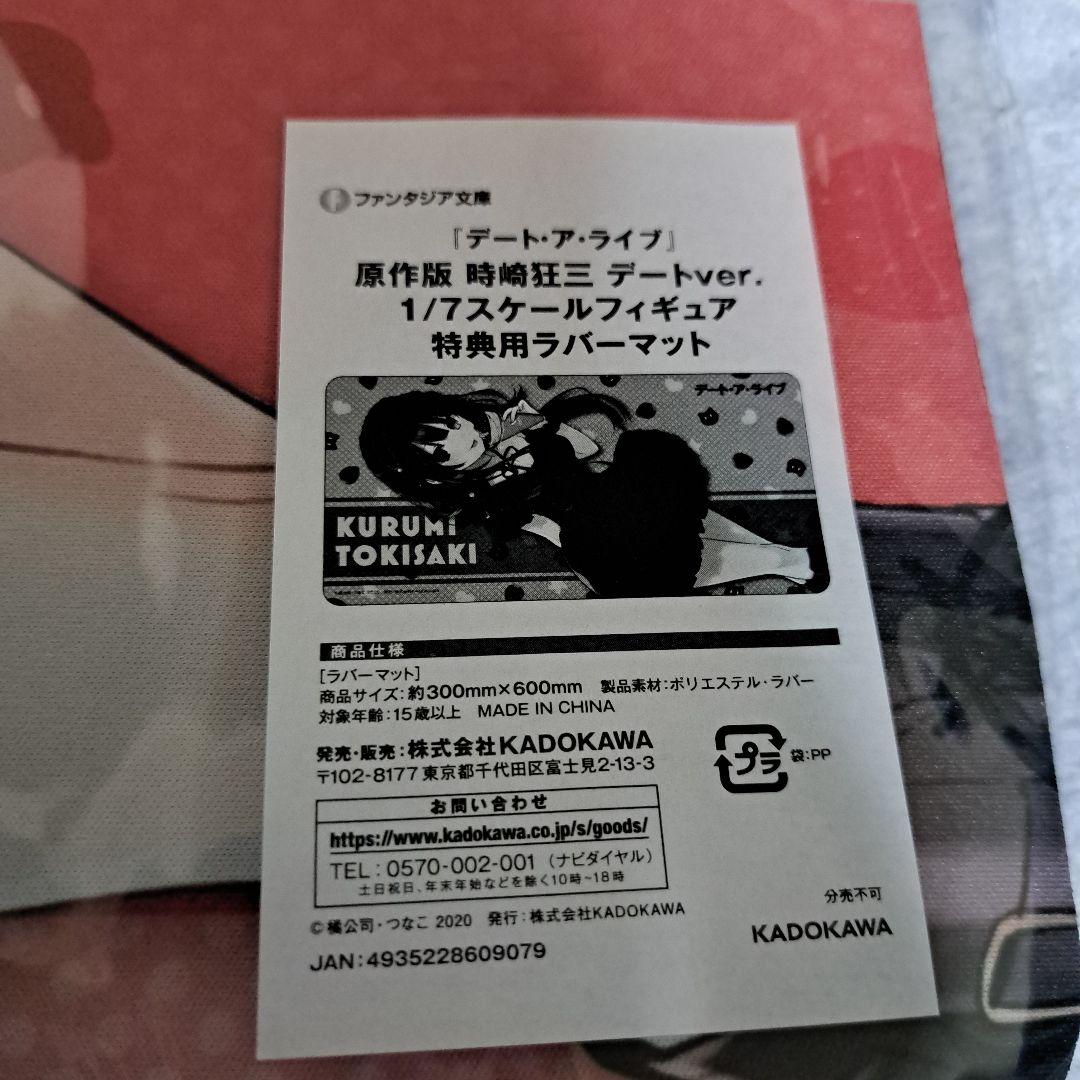 ファンタジア文庫
『デート・ア・ライブ』
原作版 時崎狂三 デートver.
1/7スケールフィギュア
特典用ラバーマット
デート・ア・ライブ
KURUMi
TOKISAKI
商品仕様
[ラバーマット]
商品サイズ:約300mm×600mm 製品素材:ポリエステル・ラバー
対象年齢:15歳以上 MADE IN CHINA
発売・販売:株式会社KADOKAWA
〒102-8177 東京都千代田区富士見2-13-3
プラ 袋:PP
お問い合わせ
https://www.kadokawa.co.jp/s/goods/
TEL:0570-002-001(ナビダイヤル)
土日祝日、年末年始などを除く10時~18時
©橘公司・つなこ 2020 発行:株式会社KADOKAWA
JAN:4935228609079
分売不可
KADOKAWA